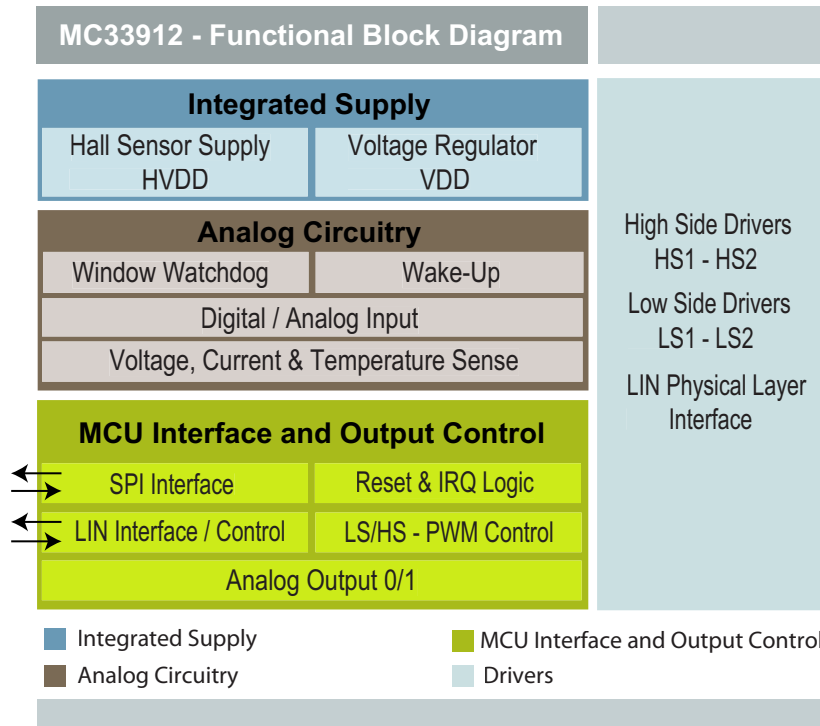 MC33912 - Functional Block Diagram
Integrated Supply
Hall Sensor Supply
HVDD
Voltage Regulator
VDD
Analog Circuitry
Window Watchdog
Wake-Up
Digital / Analog Input
Voltage, Current & Temperature Sense
MCU Interface and Output Control
SPI Interface
Reset & IRQ Logic
LIN Interface / Control
LS/HS - PWM Control
Analog Output 0/1
High Side Drivers
HS1 - HS2
Low Side Drivers
LS1 - LS2
LIN Physical Layer
Interface
Integrated Supply
MCU Interface and Output Control
Analog Circuitry
Drivers